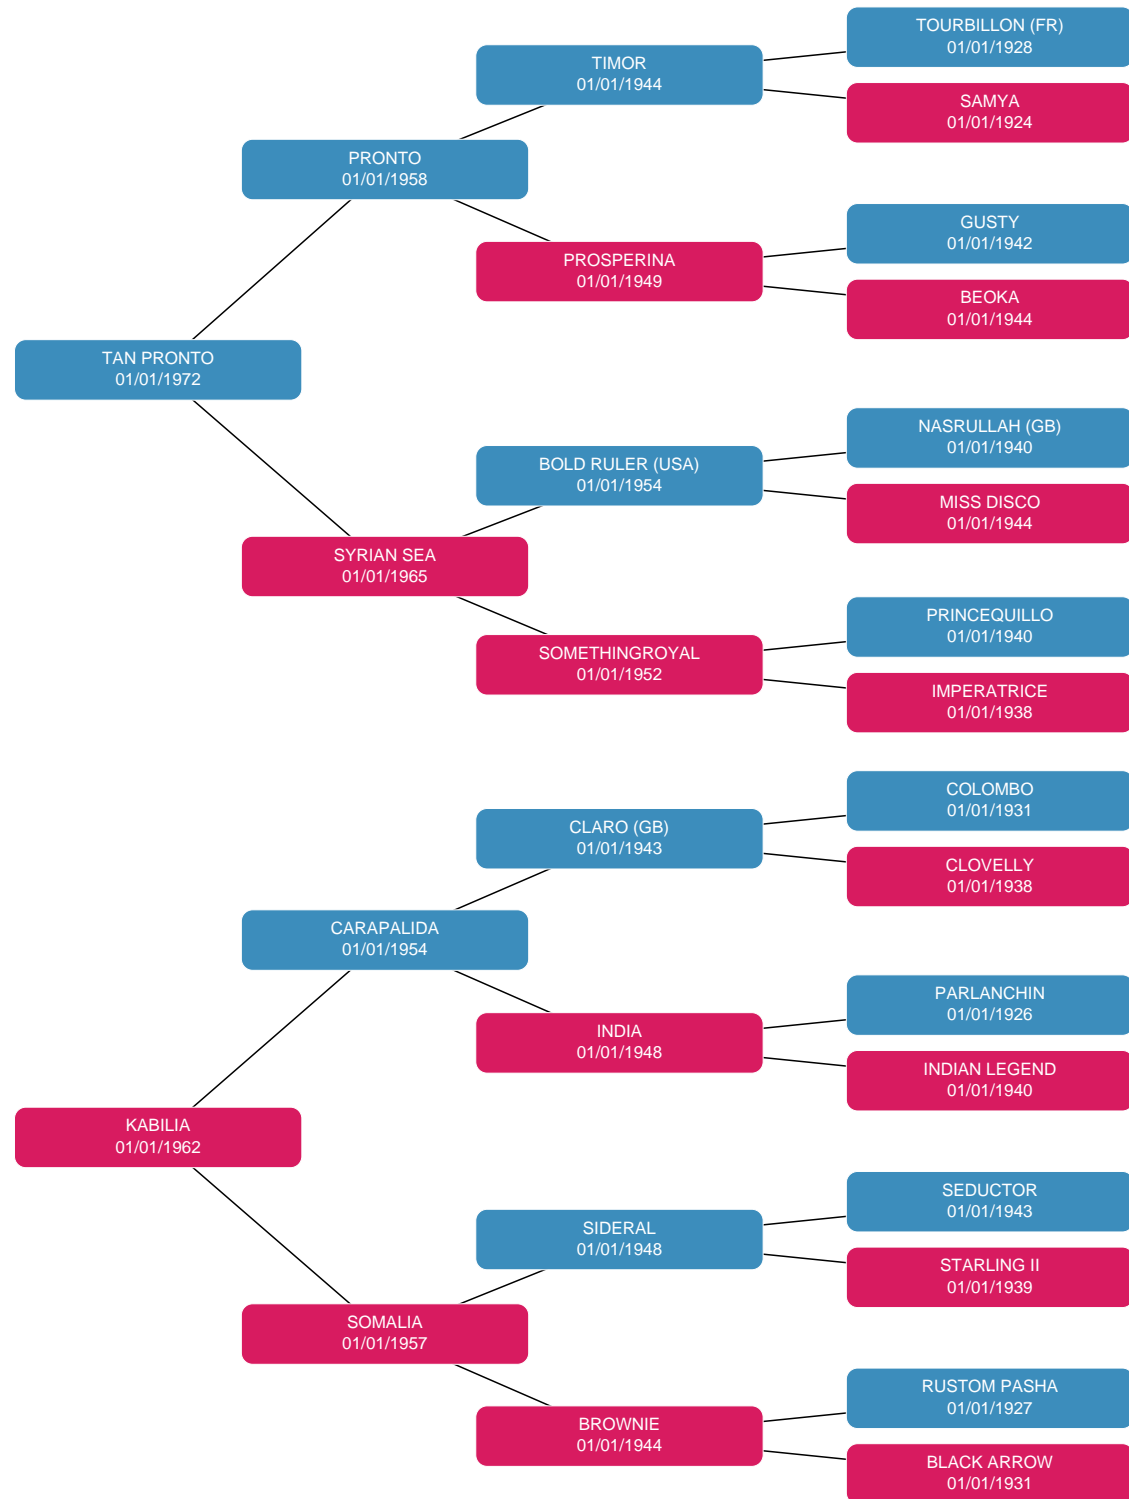 TOURBILLON (FR)
01/01/1928
TIMOR
01/01/1944
SAMYA
01/01/1924
PRONTO
01/01/1958
GUSTY
01/01/1942
PROSPERINA
01/01/1949
BEOKA
01/01/1944
TAN PRONTO
01/01/1972
NASRULLAH (GB)
01/01/1940
BOLD RULER (USA)
01/01/1954
MISS DISCO
01/01/1944
SYRIAN SEA
01/01/1965
PRINCEQUILLO
01/01/1940
SOMETHINGROYAL
01/01/1952
IMPERATRICE
01/01/1938
COLOMBO
01/01/1931
CLARO (GB)
01/01/1943
CLOVELLY
01/01/1938
CARAPALIDA
01/01/1954
PARLANCHIN
01/01/1926
INDIA
01/01/1948
INDIAN LEGEND
01/01/1940
KABILIA
01/01/1962
SEDUCTOR
01/01/1943
SIDERAL
01/01/1948
STARLING II
01/01/1939
SOMALIA
01/01/1957
RUSTOM PASHA
01/01/1927
BROWNIE
01/01/1944
BLACK ARROW
01/01/1931